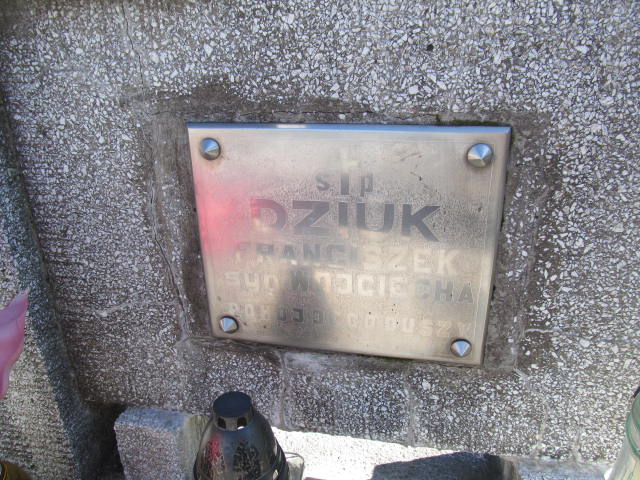 ś†p
DZIUK
FRANCISZEK
SYN WOJCIECHA
POKÓJ JEGO DUSZY